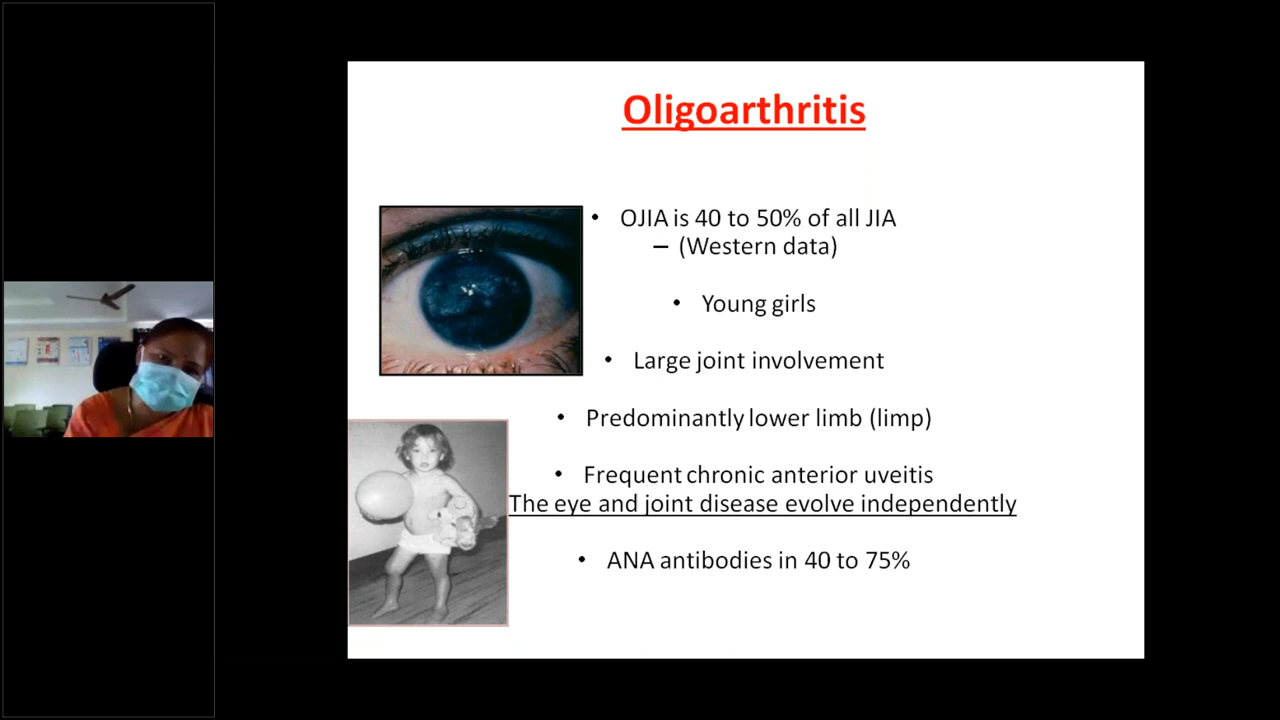 Oligoarthritis
• OJIA is 40 to 50% of all JIA
– (Western data)
• Young girls
• Large joint involvement
• Predominantly lower limb (limp)
• Frequent chronic anterior uveitis
The eye and joint disease evolve independently
• ANA antibodies in 40 to 75%